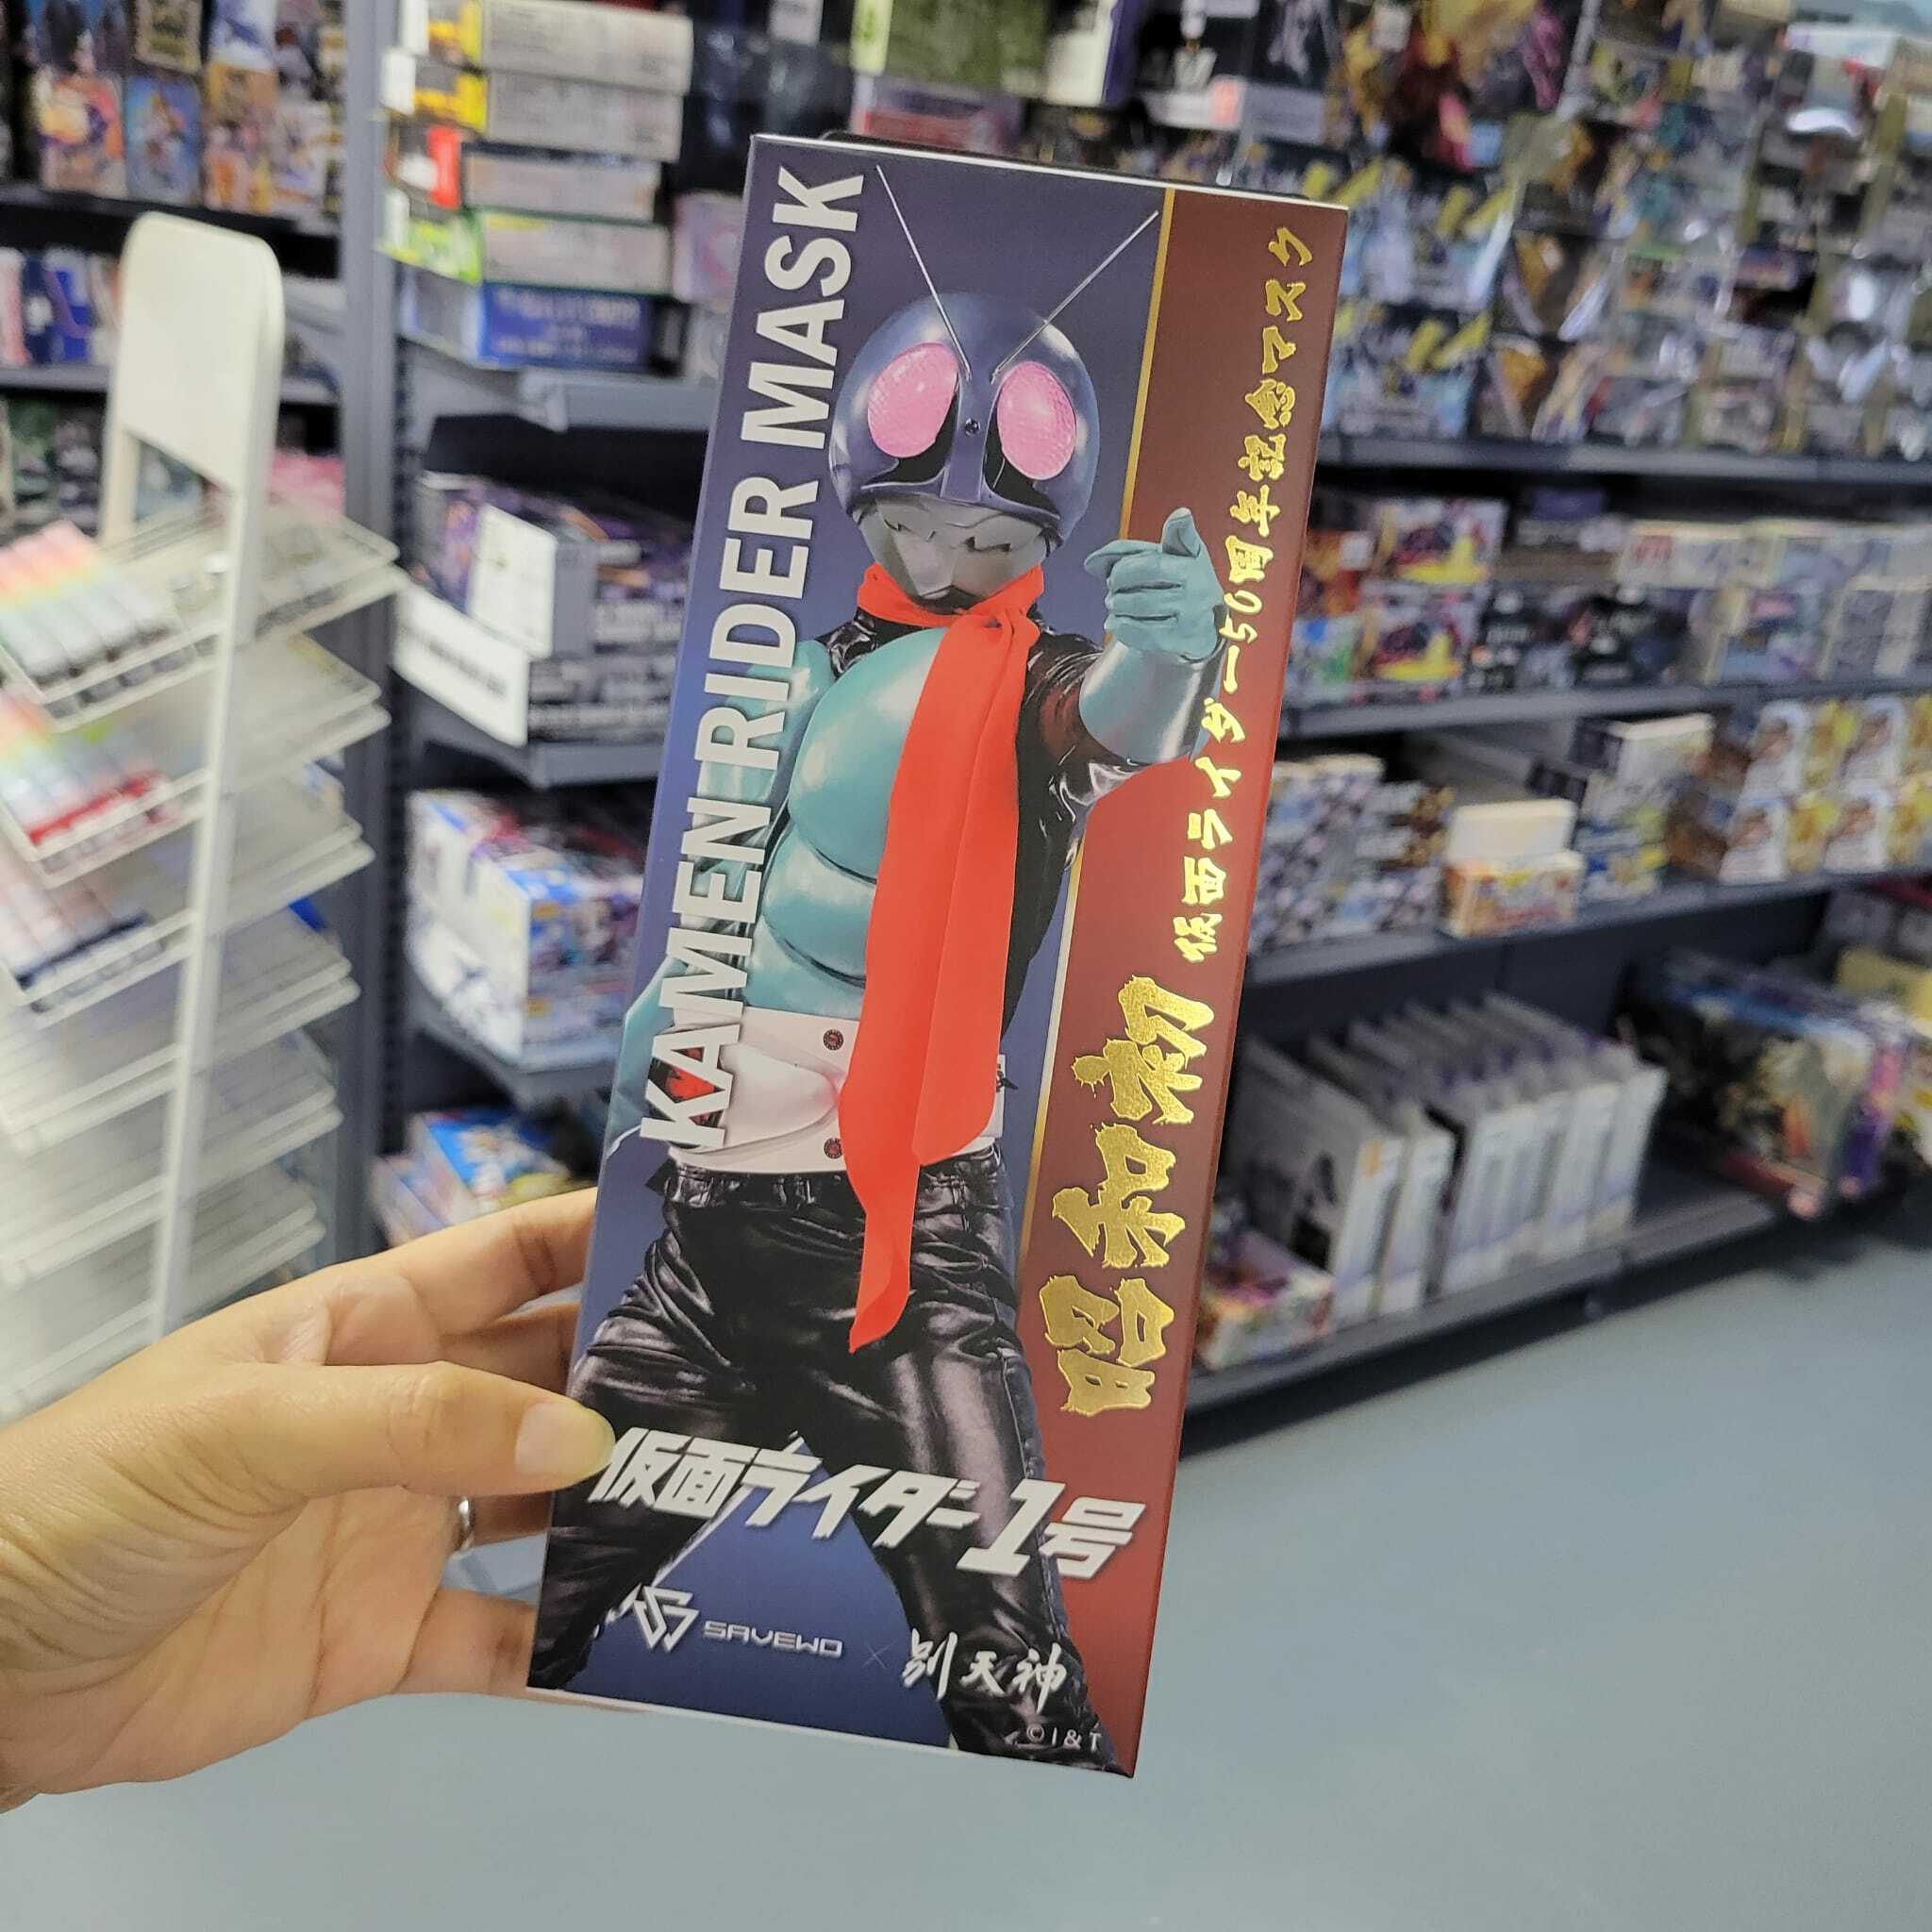 KAMEN RIDER MASK
仮面ライダー50周年記念マスク
昭和初
仮面ライダー1号
SAVEWO × 別天神
©I&T